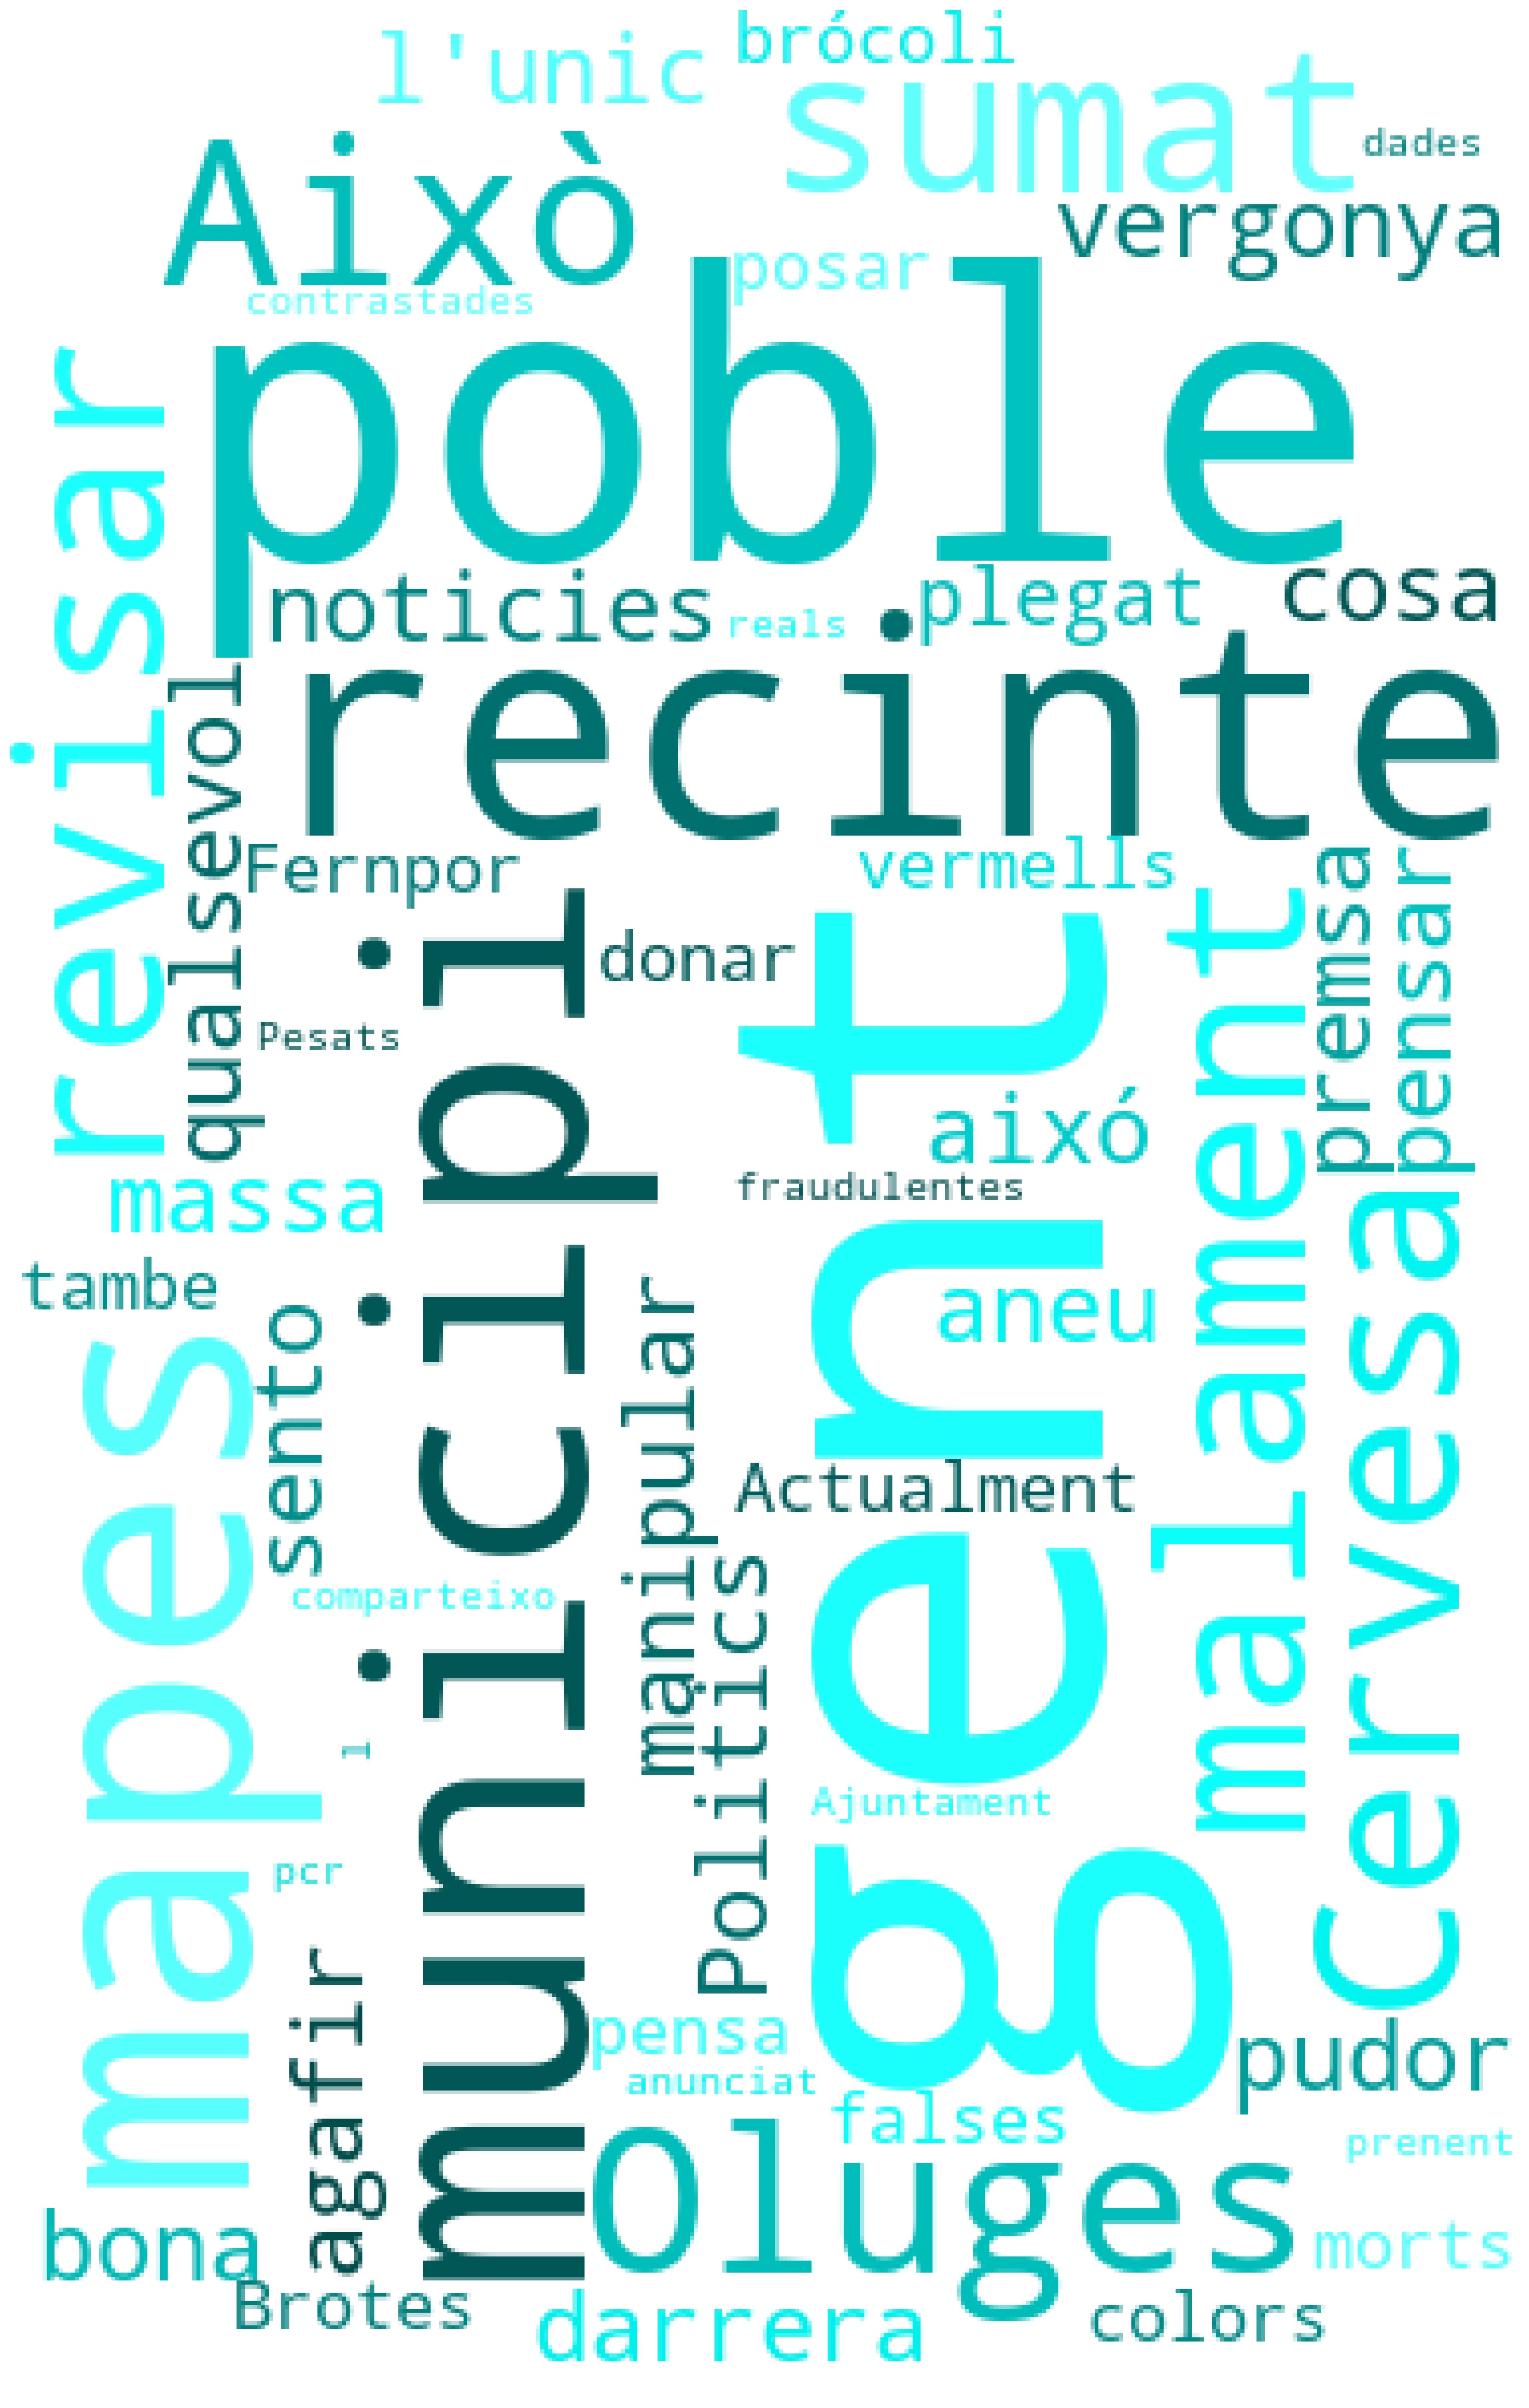 brócoli
l'unic
sumat
dades
Això
vergonya
posar
contrastades
poble
revisar
noticies
reals
plegat
cosa
recinte
qualsevol
Fernpor
vermells
premsa
pensar
donar
Pesats
municipi
gent
malament
això
massa
fraudulentes
cervesa
tambe
aneu
sento
manipular
mapes
Actualment
Politics
comparteixo
l
Ajuntament
pcr
agafir
pensa
pudor
anunciat
falses
prenent
Oluges
bona
morts
Brotes
darrera
colors